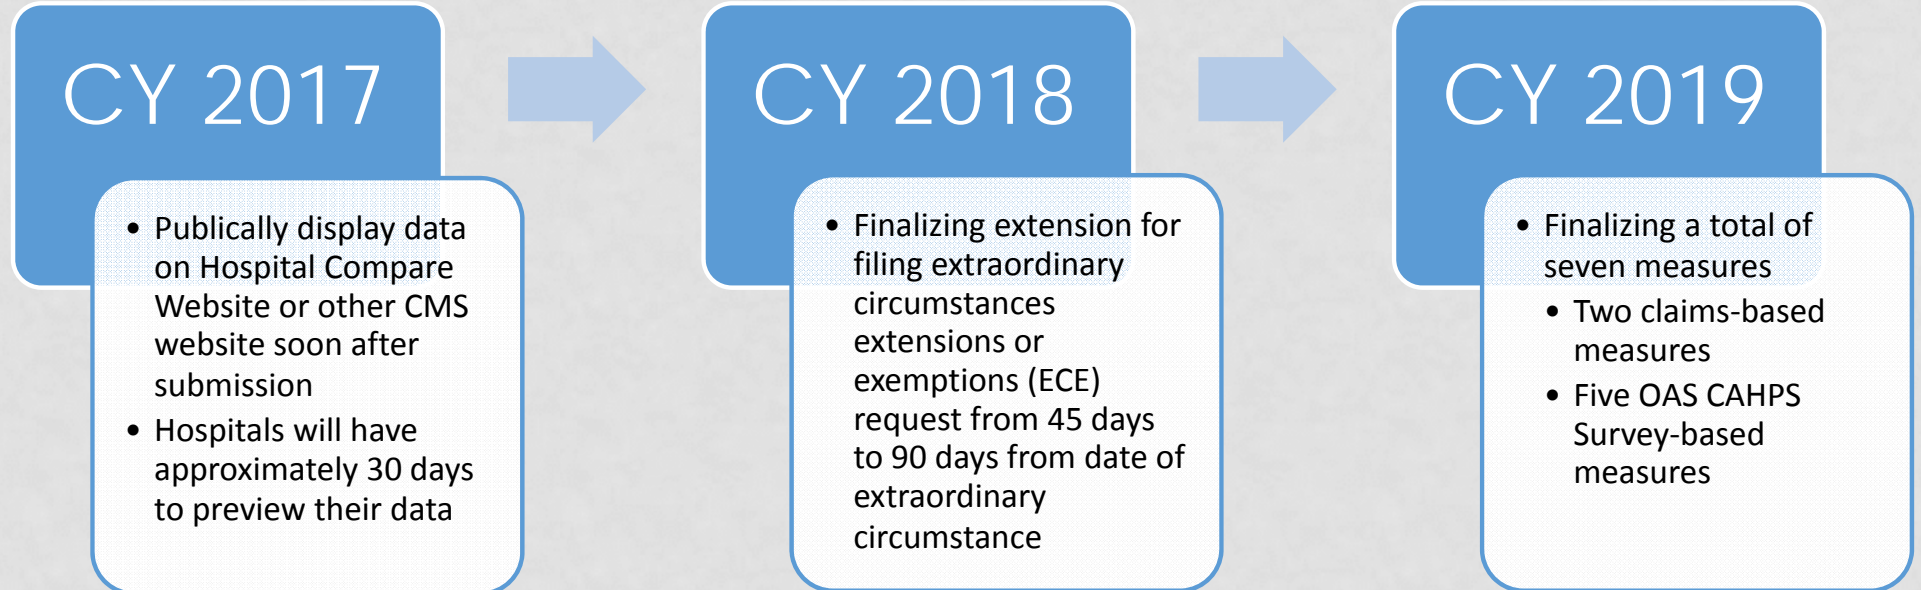 CY 2017
• Publically display data
on Hospital Compare
Website or other CMS
website soon after
submission
• Hospitals will have
approximately 30 days
to preview their data
CY 2018
• Finalizing extension for
filing extraordinary
circumstances
extensions or
exemptions (ECE)
request from 45 days
to 90 days from date of
extraordinary
circumstance
CY 2019
• Finalizing a total of
seven measures
• Two claims-based
measures
• Five OAS CAHPS
Survey-based
measures